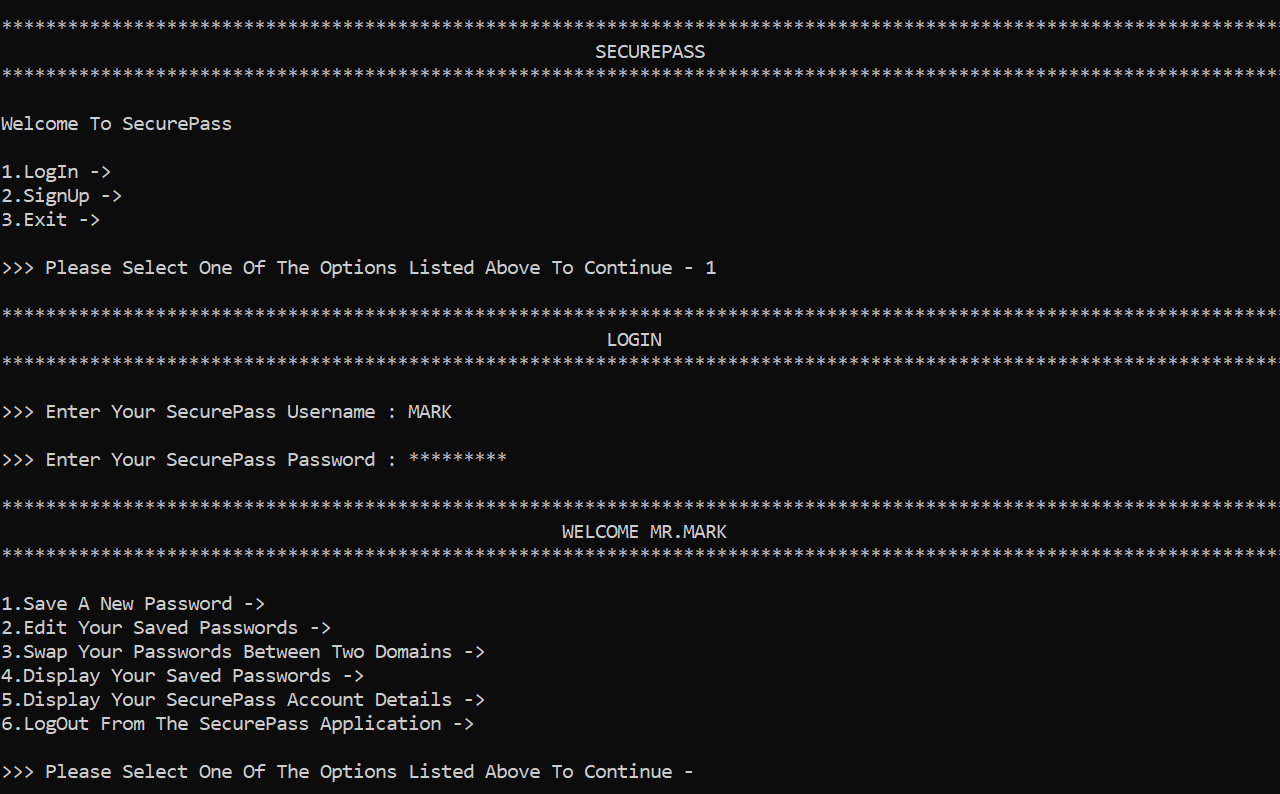 ********************************************************************************************************************
SECUREPASS
********************************************************************************************************************
Welcome To SecurePass
1.LogIn ->
2.SignUp ->
3.Exit ->
>>> Please Select One Of The Options Listed Above To Continue - 1
********************************************************************************************************************
LOGIN
********************************************************************************************************************
>>> Enter Your SecurePass Username : MARK
>>> Enter Your SecurePass Password : *********
********************************************************************************************************************
WELCOME MR.MARK
********************************************************************************************************************
1.Save A New Password ->
2.Edit Your Saved Passwords ->
3.Swap Your Passwords Between Two Domains ->
4.Display Your Saved Passwords ->
5.Display Your SecurePass Account Details ->
6.LogOut From The SecurePass Application ->
>>> Please Select One Of The Options Listed Above To Continue -